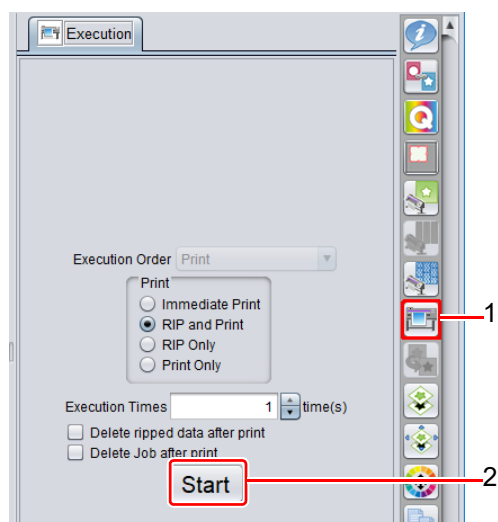 Execution
Execution Order Print
Print
Immediate Print
RIP and Print
RIP Only
Print Only
Execution Times 1 time(s)
Delete ripped data after print
Delete Job after print
Start
1
2